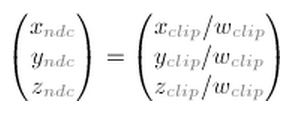 x_ndc = x_clip/w_clip
y_ndc = y_clip/w_clip
z_ndc = z_clip/w_clip